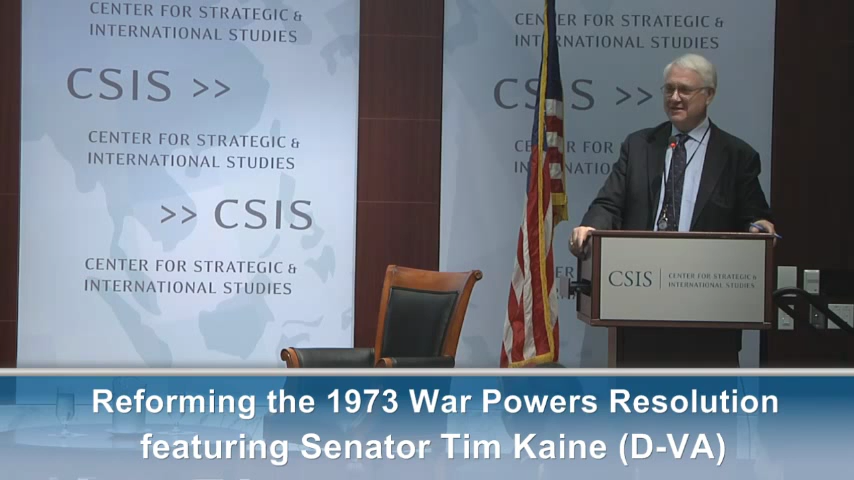 CENTER FOR STRATEGIC &
INTERNATIONAL STUDIES
CSIS >>
CENTER FOR STRATEGIC &
INTERNATIONAL STUDIES
>> CSIS
CENTER FOR STRATEGIC &
INTERNATIONAL STUDIES
CENTER FOR STRATEGIC &
INTERNATIONAL STUDIES
CSIS >>
CSIS
CENTER FOR STRATEGIC &
INTERNATIONAL STUDIES
Reforming the 1973 War Powers Resolution
featuring Senator Tim Kaine (D-VA)